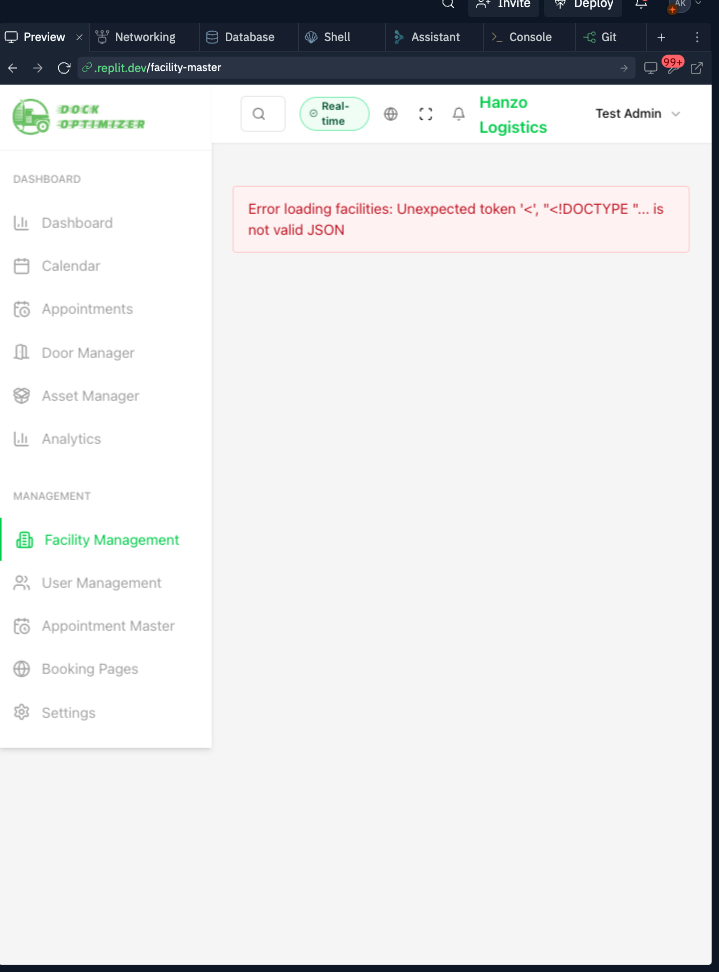 Invite
Deploy
AK
Preview
Networking
Database
Shell
Assistant
Console
Git
.replit.dev/facility-master
99+
DOCK
OPTIMIZER
Real-
time
Hanzo
Logistics
Test Admin
DASHBOARD
Error loading facilities: Unexpected token '<', "<!DOCTYPE "... is
not valid JSON
Dashboard
Calendar
Appointments
Door Manager
Asset Manager
Analytics
MANAGEMENT
Facility Management
User Management
Appointment Master
Booking Pages
Settings